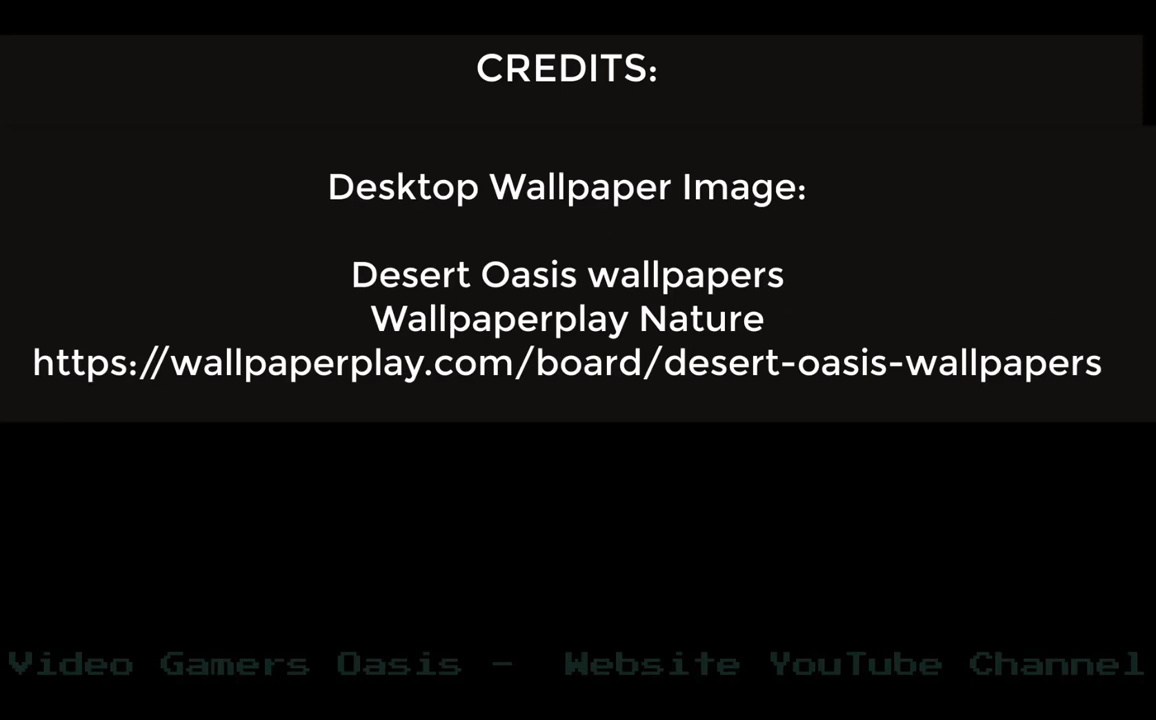 CREDITS:
Desktop Wallpaper Image:
Desert Oasis wallpapers
Wallpaperplay Nature
https://wallpaperplay.com/board/desert-oasis-wallpapers
Video Gamers Oasis - Website YouTube Channel